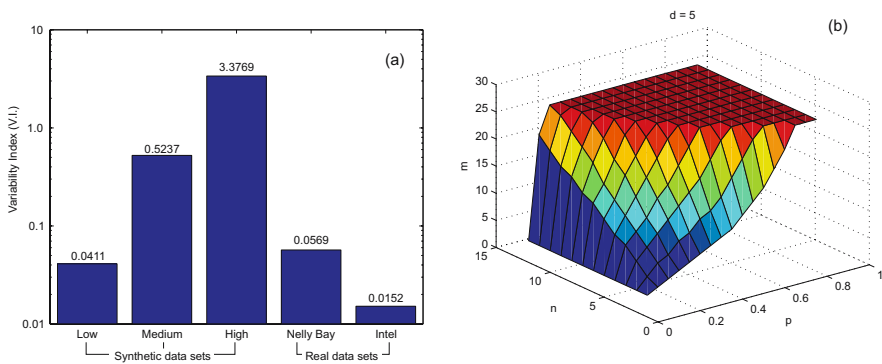 (a)
Variability Index (V.I.)
10
1.0
0.1
0.01
0.0411
0.5237
3.3769
0.0569
0.0152
Low Medium High Nelly Bay Intel
Synthetic data sets Real data sets
d = 5
(b)
m
30
25
20
15
10
5
0
15
10
5
0
n
0
0.2
0.4
0.6
0.8
1
p